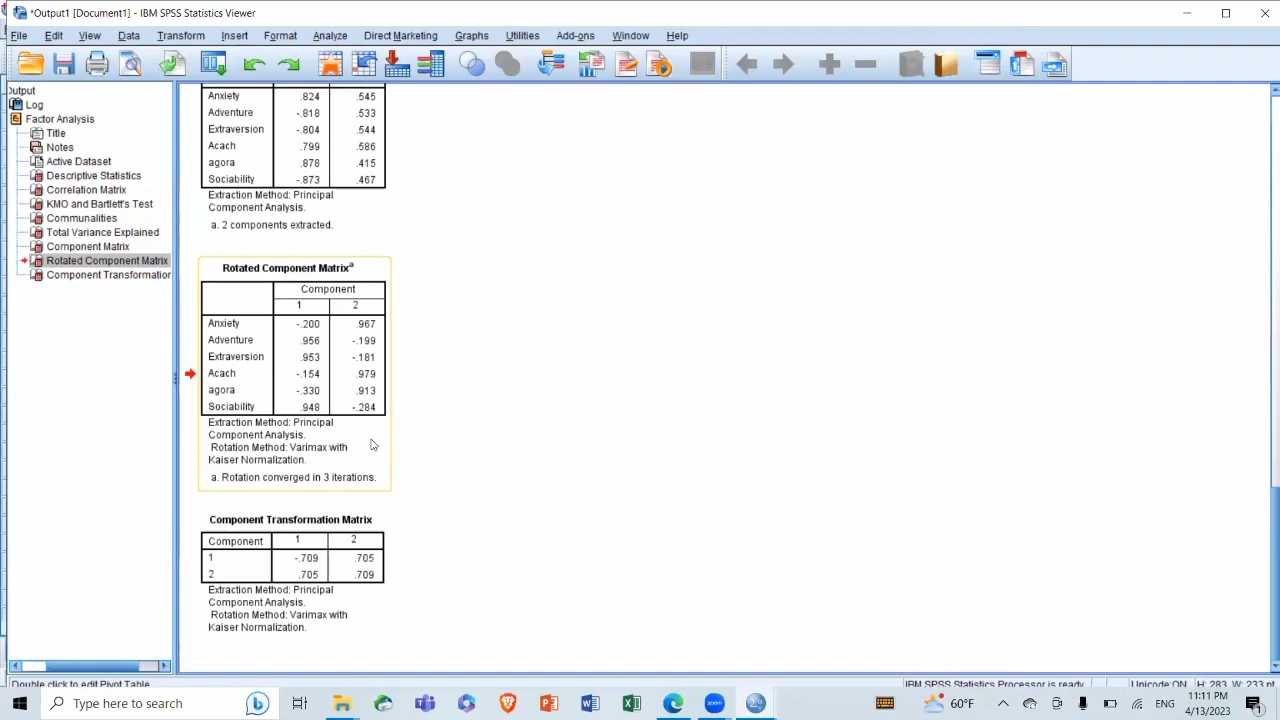 *Output1 [Document1] - IBM SPSS Statistics Viewer
File Edit View Data Transform Insert Format Analyze Direct Marketing Graphs Utilities Add-ons Window Help
Output
Log
Factor Analysis
Title
Notes
Active Dataset
Descriptive Statistics
Correlation Matrix
KMO and Bartlett's Test
Communalities
Total Variance Explained
Component Matrix
Rotated Component Matrix
Component Transformation
Anxiety .824 .545
Adventure -.818 .533
Extraversion -.804 .544
Acach .799 .586
agora .878 .415
Sociability -.873 .467
Extraction Method: Principal
Component Analysis.
a. 2 components extracted.
Rotated Component Matrixa
Component
1 2
Anxiety -.200 .967
Adventure .956 -.199
Extraversion .953 -.181
Acach -.154 .979
agora -.330 .913
Sociability .948 -.284
Extraction Method: Principal
Component Analysis.
Rotation Method: Varimax with
Kaiser Normalization.
a. Rotation converged in 3 iterations.
Component Transformation Matrix
Component 1 2
1 -.709 .705
2 .705 .709
Extraction Method: Principal
Component Analysis.
Rotation Method: Varimax with
Kaiser Normalization.
Double click to edit Pivot Table
IBM SPSS Statistics Processor is ready
Unicode:ON H: 283, W: 233 pt
Type here to search
zoom
60°F
ENG
11:11 PM
4/13/2023
1